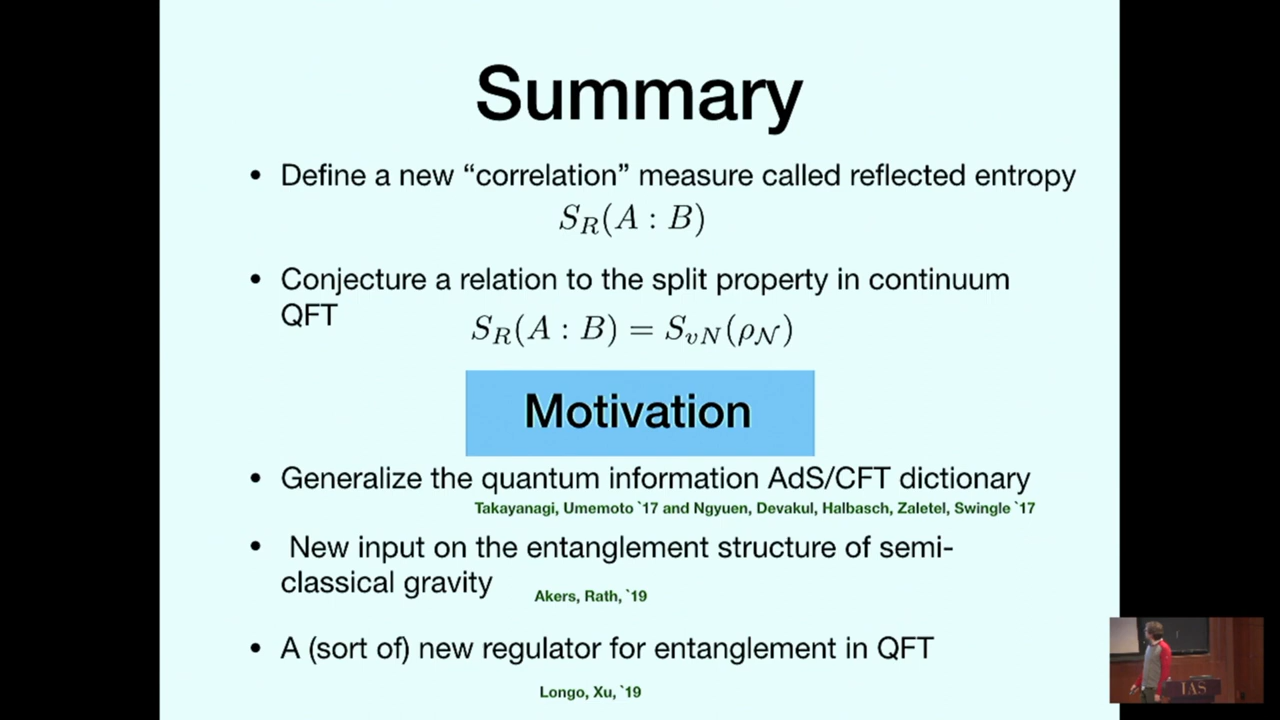 Summary
• Define a new “correlation” measure called reflected entropy
S_R(A : B)
• Conjecture a relation to the split property in continuum
QFT
S_R(A : B) = S_{vN}(ρ_𝒩)
Motivation
• Generalize the quantum information AdS/CFT dictionary
Takayanagi, Umemoto `17 and Ngyuen, Devakul, Halbasch, Zaletel, Swingle `17
• New input on the entanglement structure of semi-
classical gravity
Akers, Rath, `19
• A (sort of) new regulator for entanglement in QFT
Longo, Xu, `19
IAS